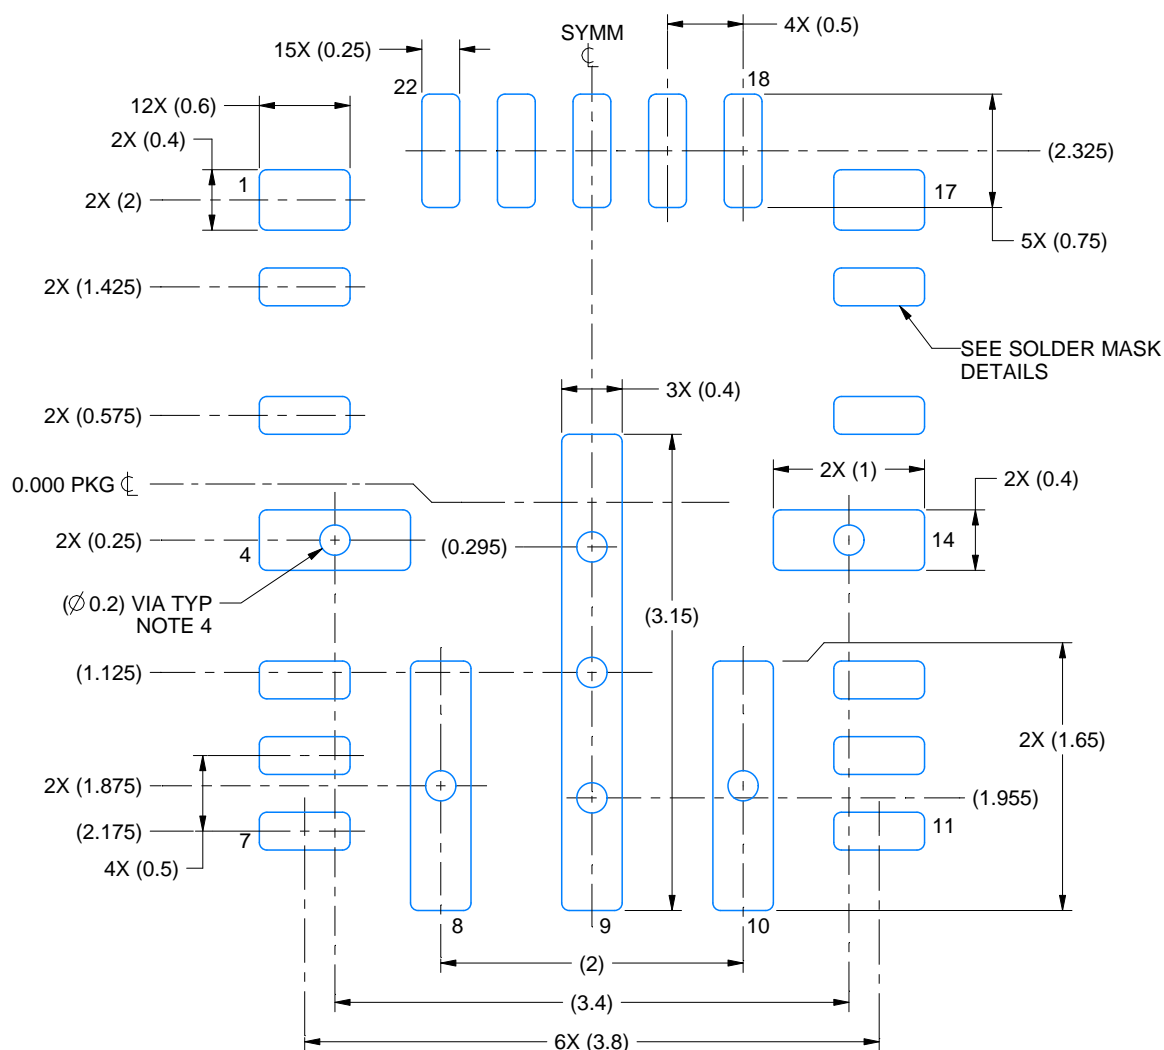 SYMM
℄
4X (0.5)
15X (0.25)
22
18
12X (0.6)
2X (0.4)
(2.325)
1
17
2X (2)
5X (0.75)
2X (1.425)
SEE SOLDER MASK
DETAILS
3X (0.4)
2X (0.575)
2X (1)
2X (0.4)
0.000 PKG ℄
2X (0.25)
4
(0.295)
14
(∅ 0.2) VIA TYP
NOTE 4
(3.15)
(1.125)
2X (1.65)
2X (1.875)
(1.955)
(2.175)
7
11
4X (0.5)
8
9
10
(2)
(3.4)
6X (3.8)